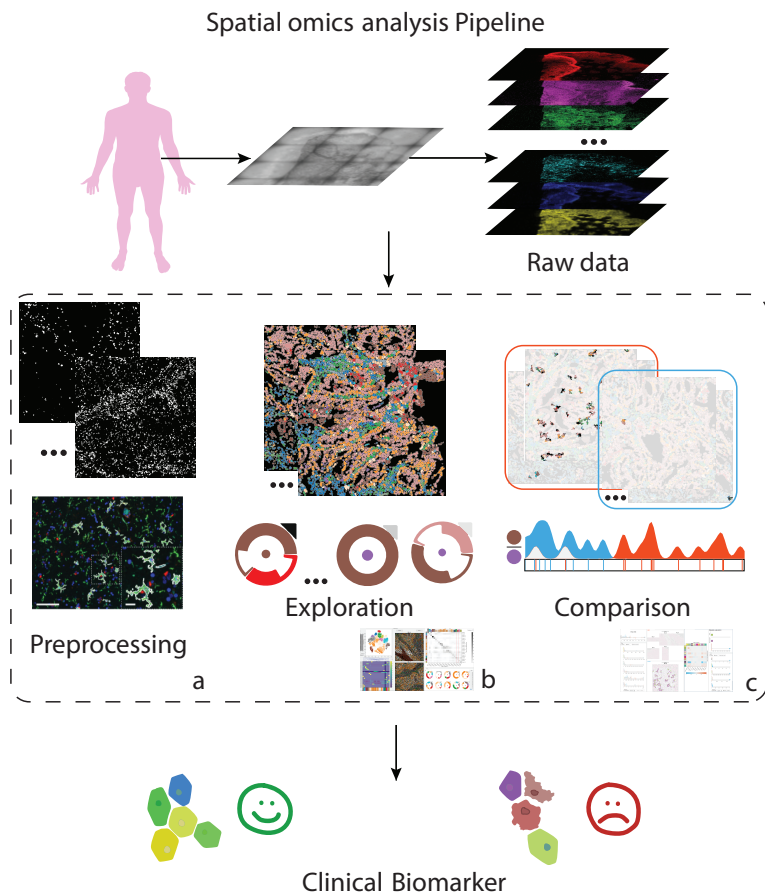 Spatial omics analysis Pipeline
Raw data
Exploration
Comparison
Preprocessing
a
b
c
Clinical Biomarker